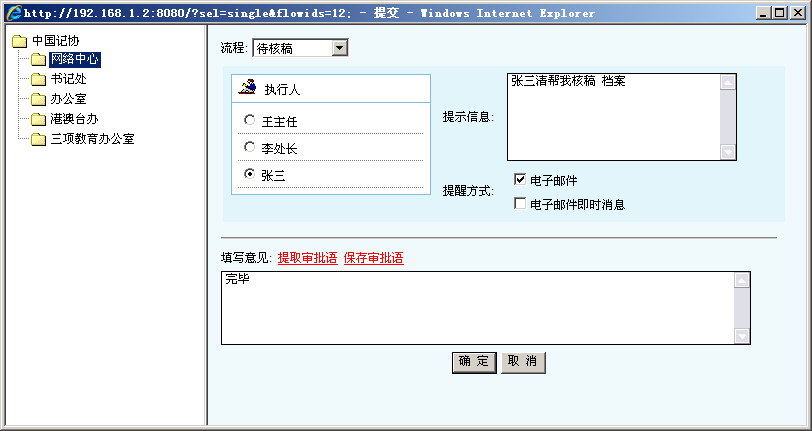 http://192.168.1.2:8080/?sel=single&flowids=12; - 提交 - Windows Internet Explorer
中国记协
网络中心
书记处
办公室
港澳台办
三项教育办公室
流程: 待核稿
执行人
王主任
李处长
张三
提示信息:
张三请帮我核稿 档案
提醒方式:
电子邮件
电子邮件即时消息
填写意见: 提取审批语 保存审批语
完毕
确 定 取 消